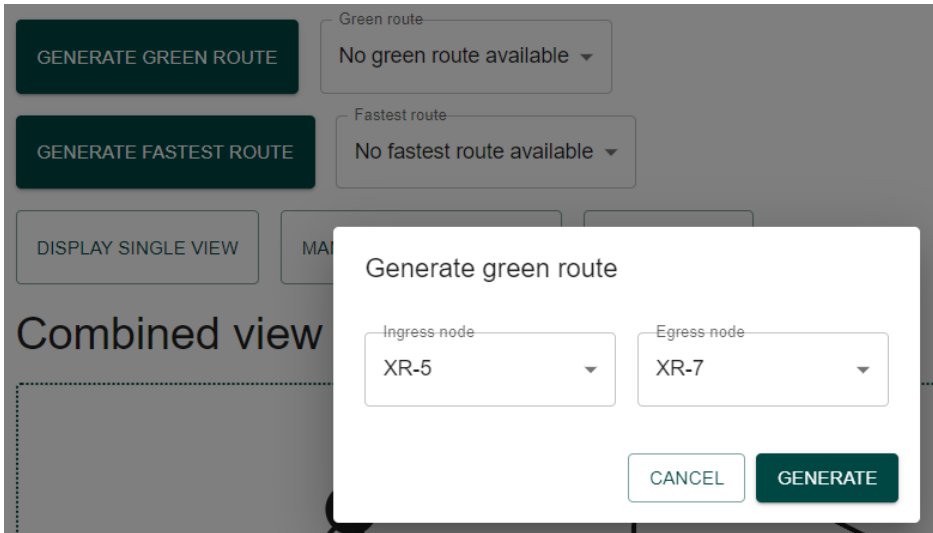 Green route
GENERATE GREEN ROUTE
No green route available
Fastest route
GENERATE FASTEST ROUTE
No fastest route available
DISPLAY SINGLE VIEW
Generate green route
Combined view
Ingress node
Egress node
XR-5
XR-7
CANCEL
GENERATE